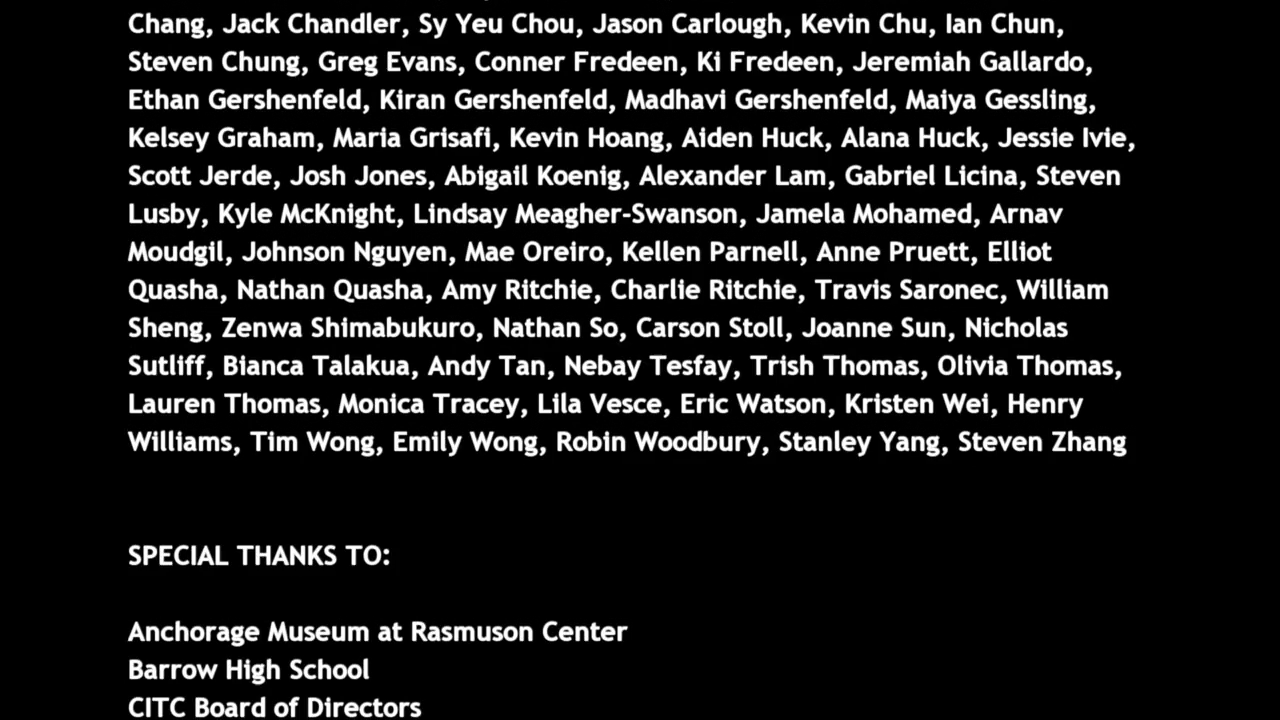 Chang, Jack Chandler, Sy Yeu Chou, Jason Carlough, Kevin Chu, Ian Chun,
Steven Chung, Greg Evans, Conner Fredeen, Ki Fredeen, Jeremiah Gallardo,
Ethan Gershenfeld, Kiran Gershenfeld, Madhavi Gershenfeld, Maiya Gessling,
Kelsey Graham, Maria Grisafi, Kevin Hoang, Aiden Huck, Alana Huck, Jessie Ivie,
Scott Jerde, Josh Jones, Abigail Koenig, Alexander Lam, Gabriel Licina, Steven
Lusby, Kyle McKnight, Lindsay Meagher-Swanson, Jamela Mohamed, Arnav
Moudgil, Johnson Nguyen, Mae Oreiro, Kellen Parnell, Anne Pruett, Elliot
Quasha, Nathan Quasha, Amy Ritchie, Charlie Ritchie, Travis Saronec, William
Sheng, Zenwa Shimabukuro, Nathan So, Carson Stoll, Joanne Sun, Nicholas
Sutliff, Bianca Talakua, Andy Tan, Nebay Tesfay, Trish Thomas, Olivia Thomas,
Lauren Thomas, Monica Tracey, Lila Vesce, Eric Watson, Kristen Wei, Henry
Williams, Tim Wong, Emily Wong, Robin Woodbury, Stanley Yang, Steven Zhang
SPECIAL THANKS TO:
Anchorage Museum at Rasmuson Center
Barrow High School
CITC Board of Directors